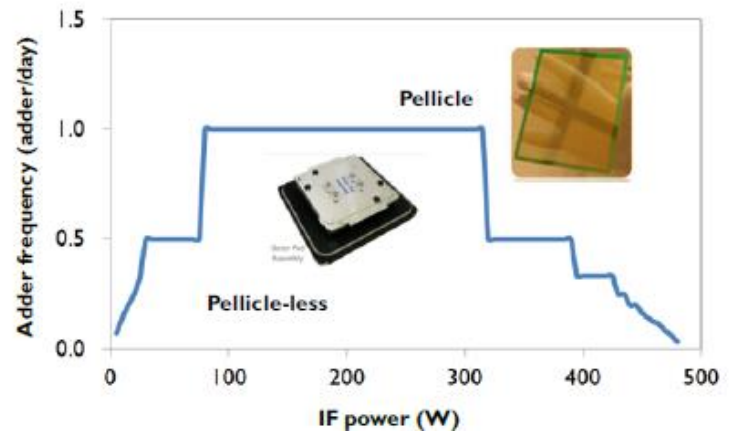 1.5
1.0
0.5
0.0
Adder frequency (adder/day)
Pellicle
Pellicle-less
Assembly
0 100 200 300 400 500
IF power (W)